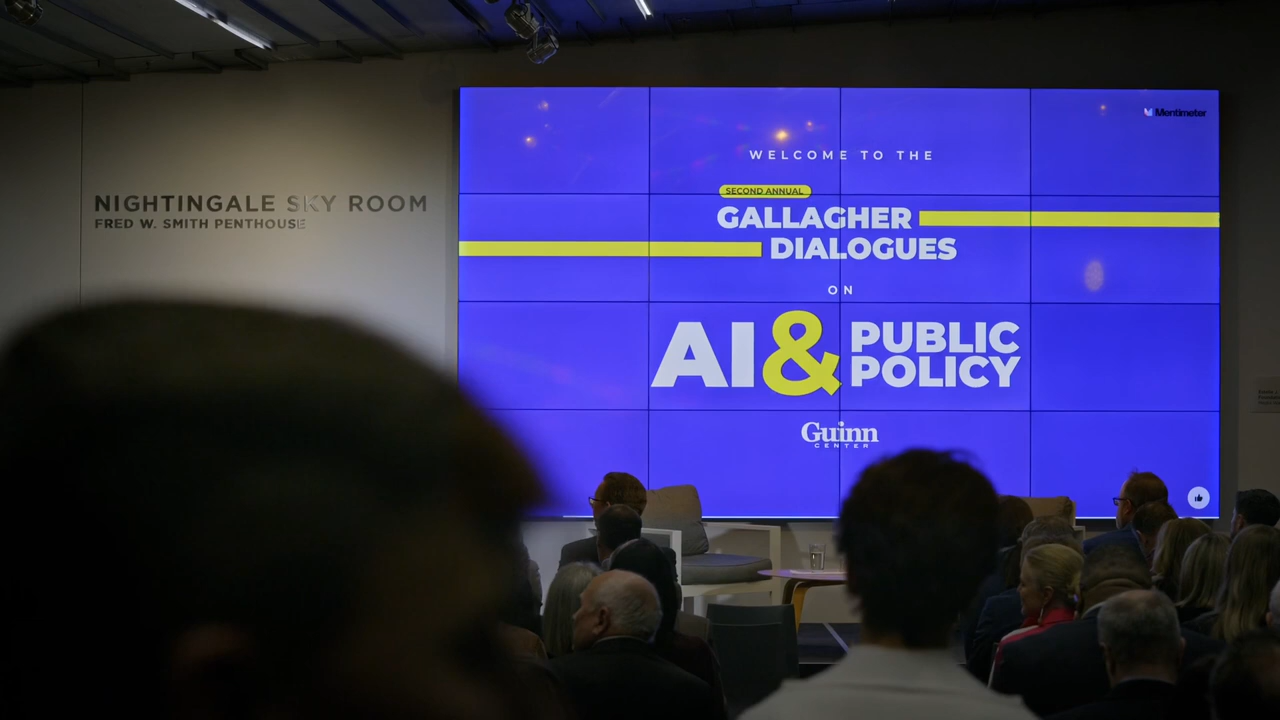 NIGHTINGALE SKY ROOM
FRED W. SMITH PENTHOUSE
Mentimeter
WELCOME TO THE
SECOND ANNUAL
GALLAGHER
DIALOGUES
ON
AI & PUBLIC
POLICY
Guinn
CENTER